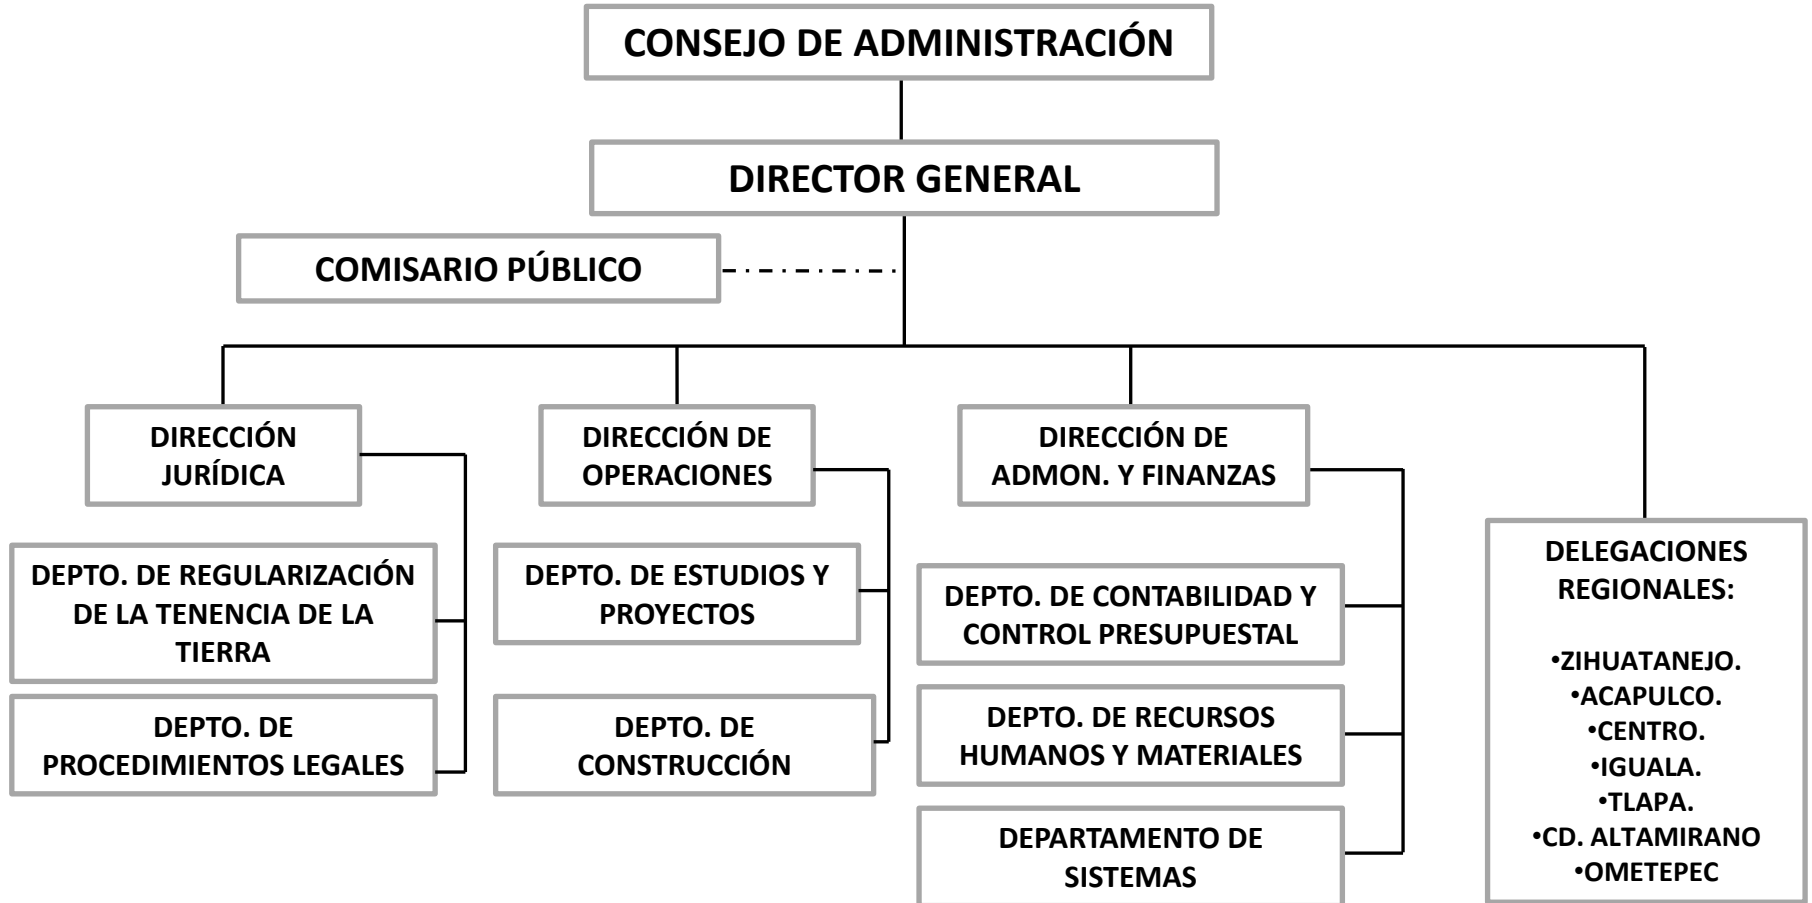 CONSEJO DE ADMINISTRACIÓN
DIRECTOR GENERAL
COMISARIO PÚBLICO
DIRECCIÓN
JURÍDICA
DEPTO. DE REGULARIZACIÓN
DE LA TENENCIA DE LA
TIERRA
DEPTO. DE
PROCEDIMIENTOS LEGALES
DIRECCIÓN DE
OPERACIONES
DEPTO. DE ESTUDIOS Y
PROYECTOS
DEPTO. DE
CONSTRUCCIÓN
DIRECCIÓN DE
ADMON. Y FINANZAS
DEPTO. DE CONTABILIDAD Y
CONTROL PRESUPUESTAL
DEPTO. DE RECURSOS
HUMANOS Y MATERIALES
DEPARTAMENTO DE
SISTEMAS
DELEGACIONES
REGIONALES:
•ZIHUATANEJO.
•ACAPULCO.
•CENTRO.
•IGUALA.
•TLAPA.
•CD. ALTAMIRANO
•OMETEPEC